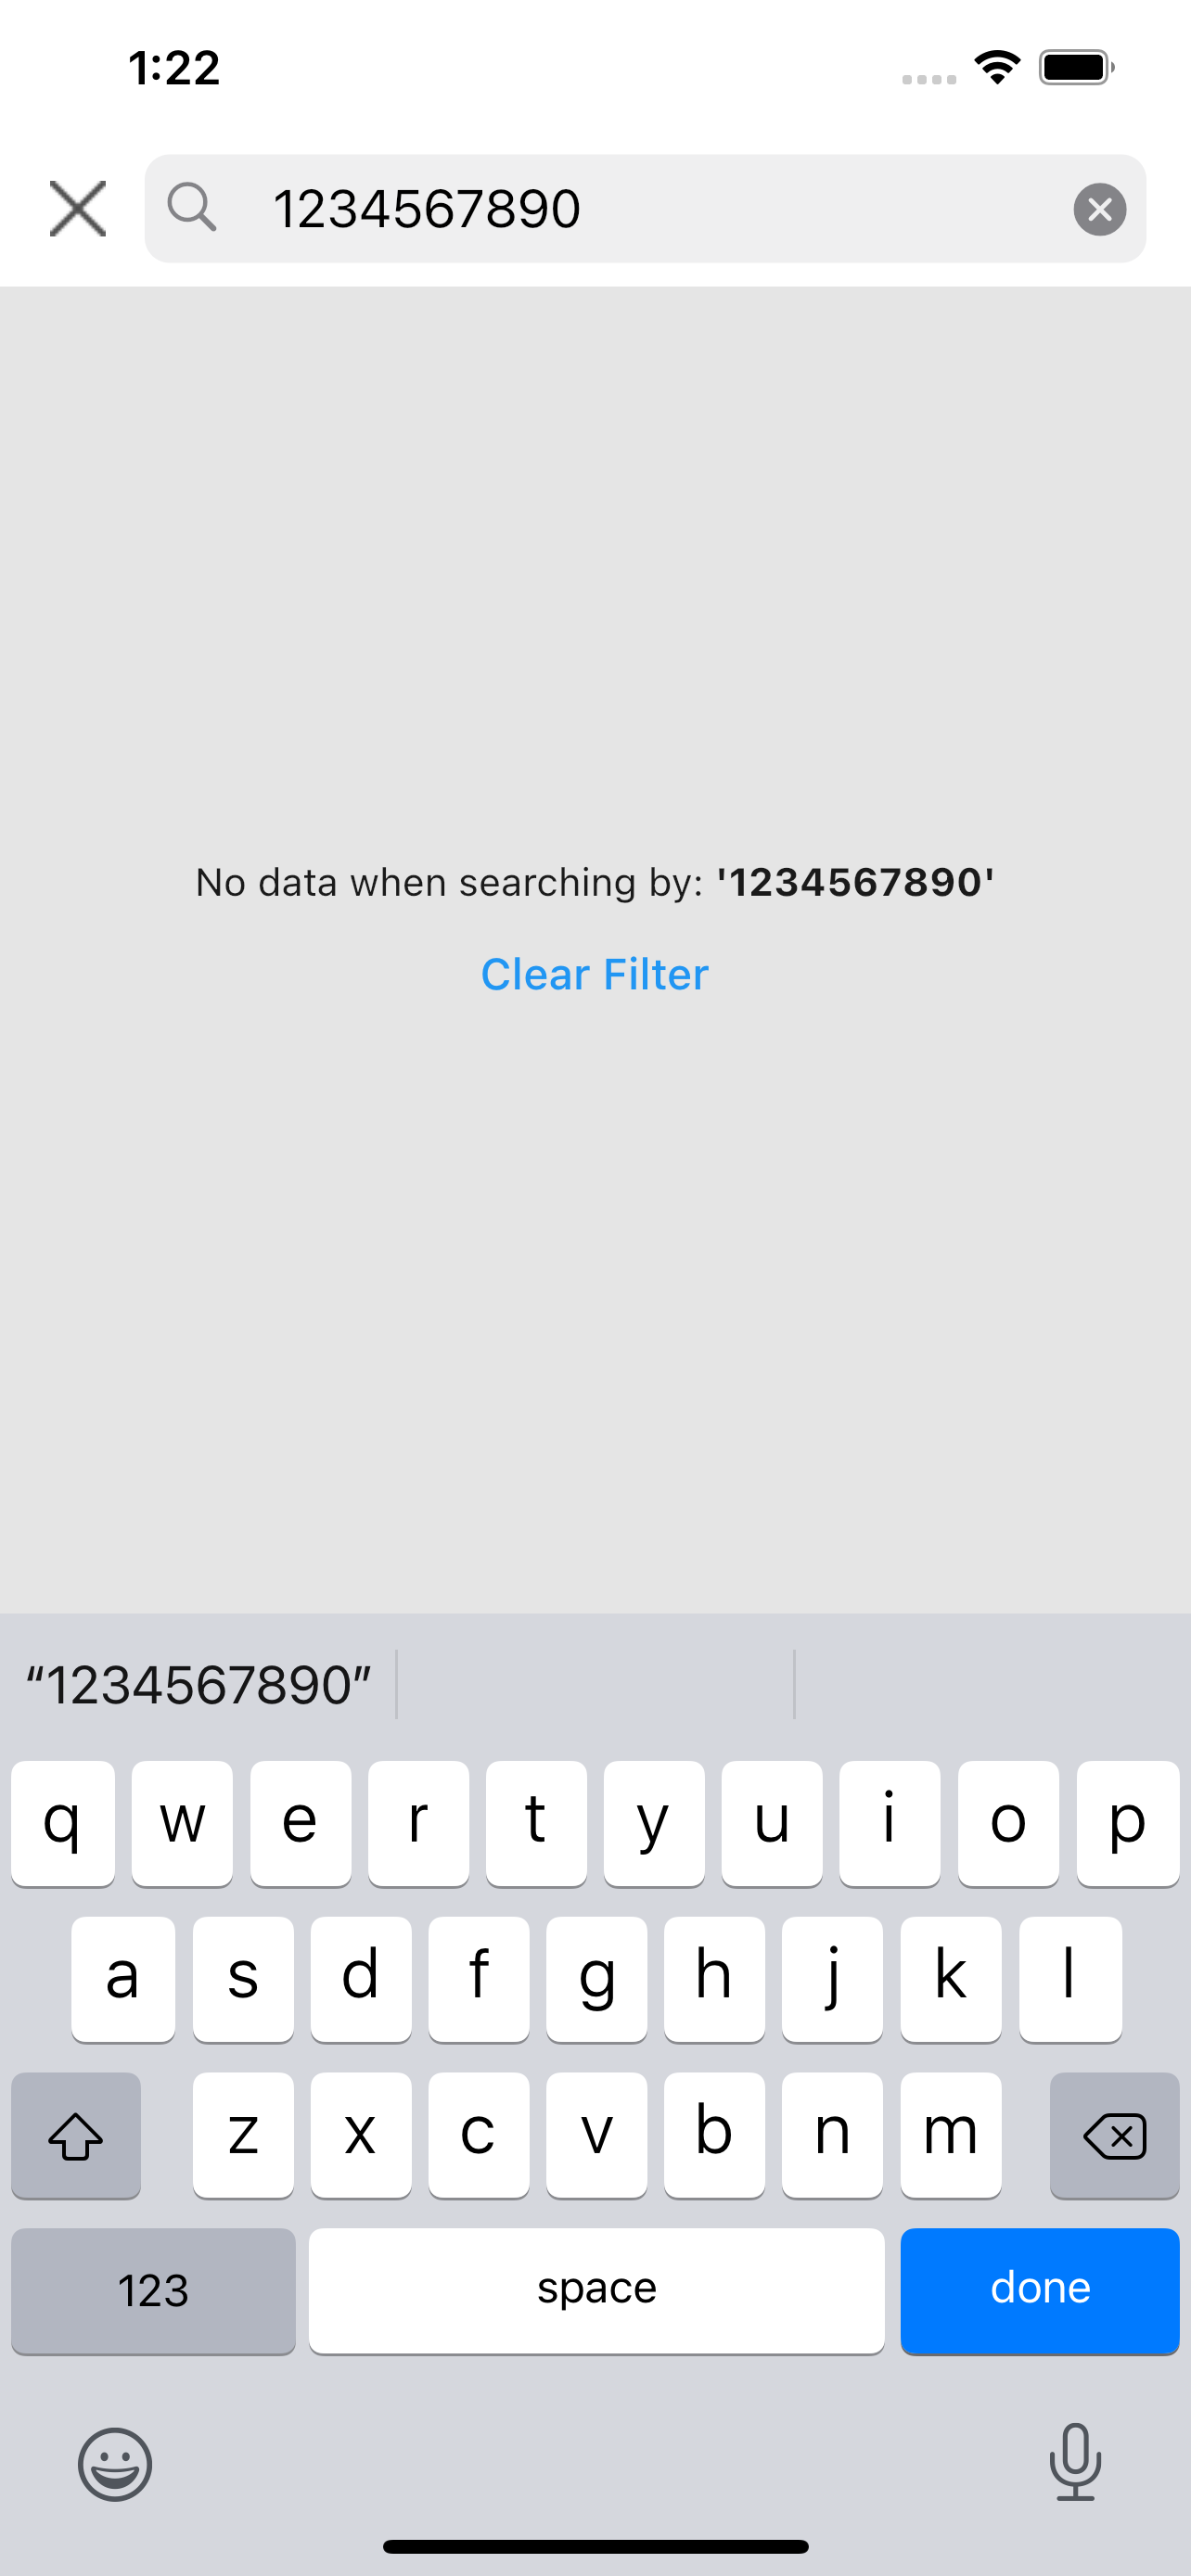 1:22
1234567890
No data when searching by: '1234567890'
Clear Filter
“1234567890”
q w e r t y u i o p
a s d f g h j k l
z x c v b n m
123 space done